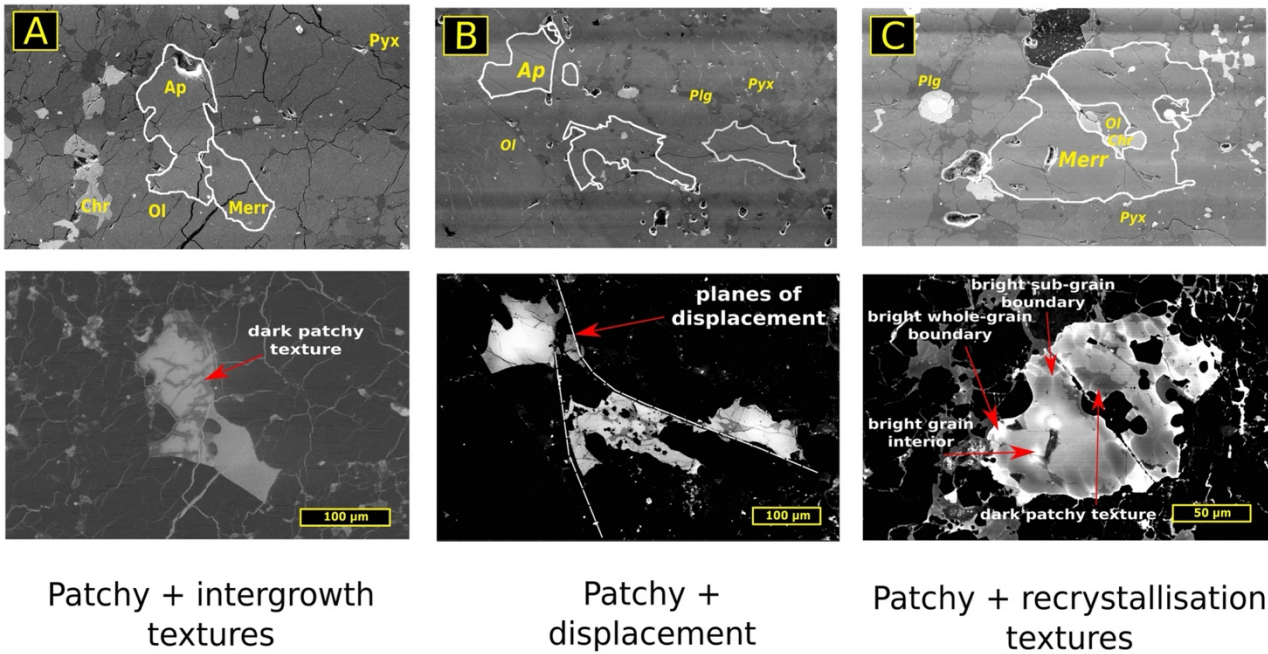 A
Pyx
Ap
Chr
Ol
Merr
B
Ap
Plg
Pyx
Ol
C
Plg
Ol
Chr
Merr
Pyx
dark patchy
texture
100 µm
planes of
displacement
100 µm
bright sub-grain
boundary
bright whole-grain
boundary
bright grain
interior
dark patchy texture
50 µm
Patchy + intergrowth
textures
Patchy +
displacement
Patchy + recrystallisation
textures